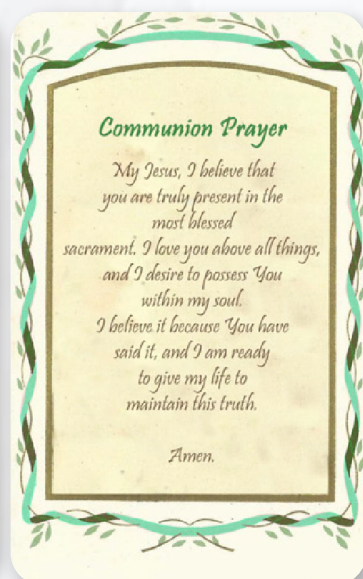 Communion Prayer
My Jesus, I believe that
you are truly present in the
most blessed
sacrament. I love you above all things,
and I desire to possess You
within my soul.
I believe it because You have
said it, and I am ready
to give my life to
maintain this truth.
Amen.